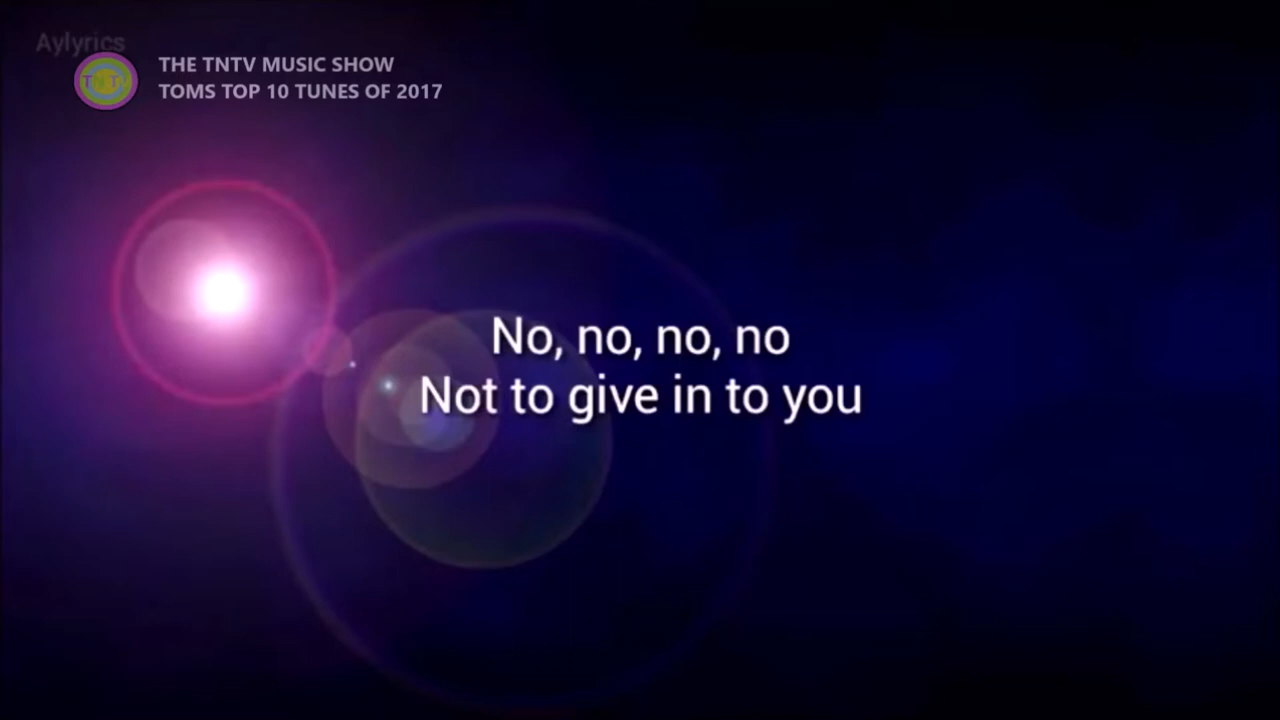 Aylyrics
TNTV
THE TNTV MUSIC SHOW
TOMS TOP 10 TUNES OF 2017
No, no, no, no
Not to give in to you